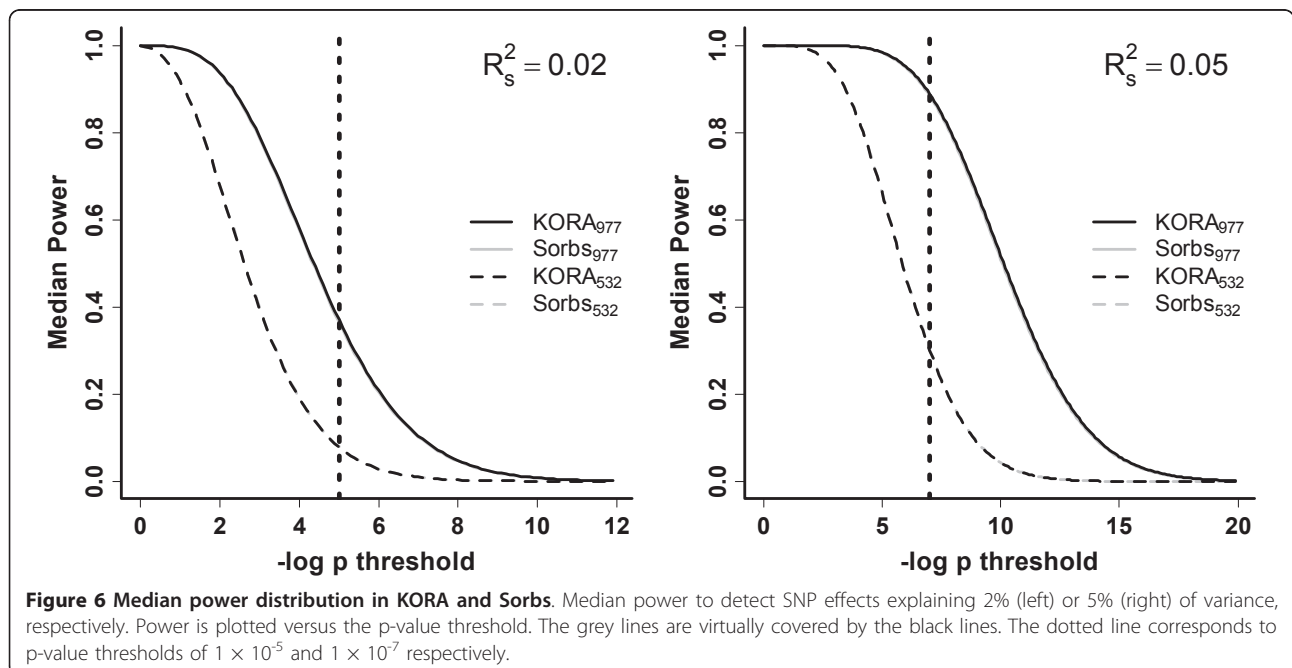 R²ₛ = 0.02
Median Power
1.0
0.8
0.6
0.4
0.2
0.0
KORA₉₇₇
Sorbs₉₇₇
KORA₅₃₂
Sorbs₅₃₂
0 2 4 6 8 10 12
-log p threshold
R²ₛ = 0.05
Median Power
1.0
0.8
0.6
0.4
0.2
0.0
KORA₉₇₇
Sorbs₉₇₇
KORA₅₃₂
Sorbs₅₃₂
0 5 10 15 20
-log p threshold
Figure 6 Median power distribution in KORA and Sorbs. Median power to detect SNP effects explaining 2% (left) or 5% (right) of variance,
respectively. Power is plotted versus the p-value threshold. The grey lines are virtually covered by the black lines. The dotted line corresponds to
p-value thresholds of 1 × 10⁻⁵ and 1 × 10⁻⁷ respectively.